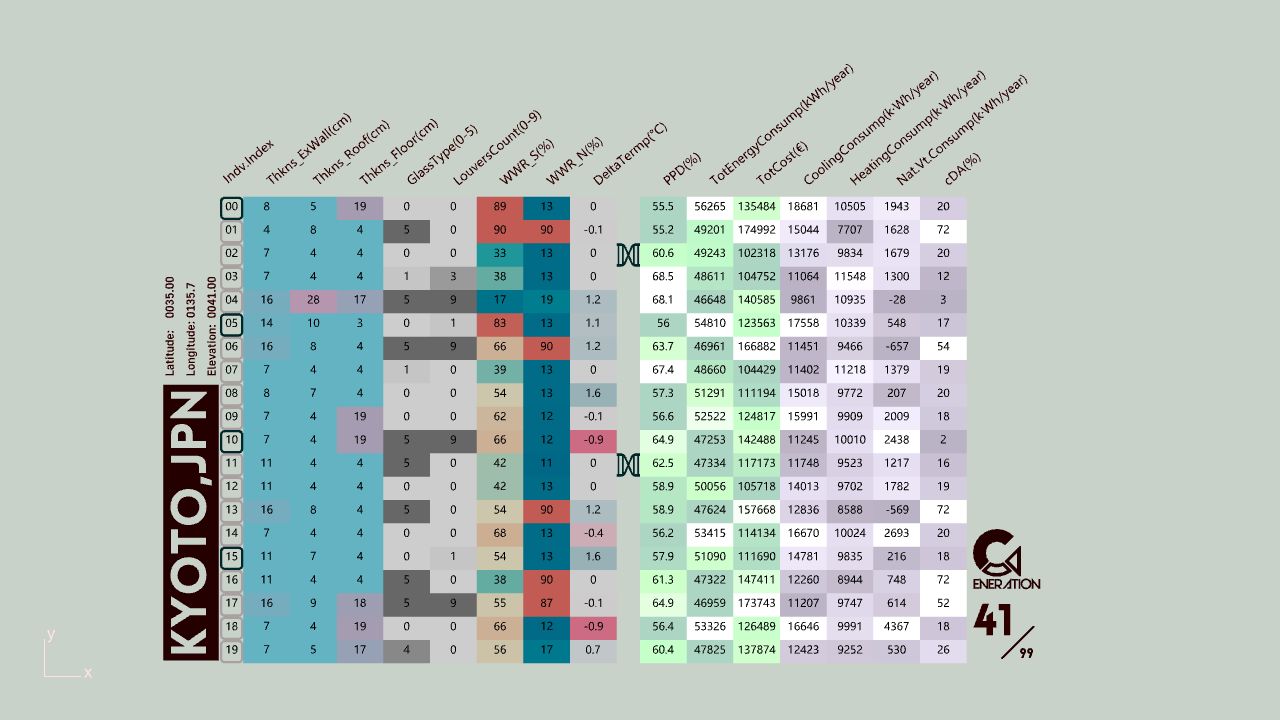 Indv.Index Thkns_ExWall(cm) Thkns_Roof(cm) Thkns_Floor(cm) GlassType(0-5) LouversCount(0-9) WWR_S(%) WWR_N(%) DeltaTermp(°C) PPD(%) TotEnergyConsump(kWh/year) TotCost(€) CoolingConsump(k·Wh/year) HeatingConsump(k·Wh/year) Nat.Vt.Consump(k·Wh/year) cDA(%)
00 8 5 19 0 0 89 13 0 55.5 56265 135484 18681 10505 1943 20
01 4 8 4 5 0 90 90 -0.1 55.2 49201 174992 15044 7707 1628 72
02 7 4 4 0 0 33 13 0 60.6 49243 102318 13176 9834 1679 20
03 7 4 4 1 3 38 13 0 68.5 48611 104752 11064 11548 1300 12
04 16 28 17 5 9 17 19 1.2 68.1 46648 140585 9861 10935 -28 3
05 14 10 3 0 1 83 13 1.1 56 54810 123563 17558 10339 548 17
06 16 8 4 5 9 66 90 1.2 63.7 46961 166882 11451 9466 -657 54
07 7 4 4 1 0 39 13 0 67.4 48660 104429 11402 11218 1379 19
08 8 7 4 0 0 54 13 1.6 57.3 51291 111194 15018 9772 207 20
09 7 4 19 0 0 62 12 -0.1 56.6 52522 124817 15991 9909 2009 18
10 7 4 19 5 9 66 12 -0.9 64.9 47253 142488 11245 10010 2438 2
11 11 4 4 5 0 42 11 0 62.5 47334 117173 11748 9523 1217 16
12 11 4 4 0 0 42 13 0 58.9 50056 105718 14013 9702 1782 19
13 16 8 4 5 0 54 90 1.2 58.9 47624 157668 12836 8588 -569 72
14 7 4 4 0 0 68 13 -0.4 56.2 53415 114134 16670 10024 2693 20
15 11 7 4 0 1 54 13 1.6 57.9 51090 111690 14781 9835 216 18
16 11 4 4 5 0 38 90 0 61.3 47322 147411 12260 8944 748 72
17 16 9 18 5 9 55 87 -0.1 64.9 46959 173743 11207 9747 614 52
18 7 4 19 0 0 66 12 -0.9 56.4 53326 126489 16646 9991 4367 18
19 7 5 17 4 0 56 17 0.7 60.4 47825 137874 12423 9252 530 26
Latitude: 0035.00
Longitude: 0135.7
Elevation: 0041.00
KYOTO,JPN
G
ENERATION
41/99
y
x